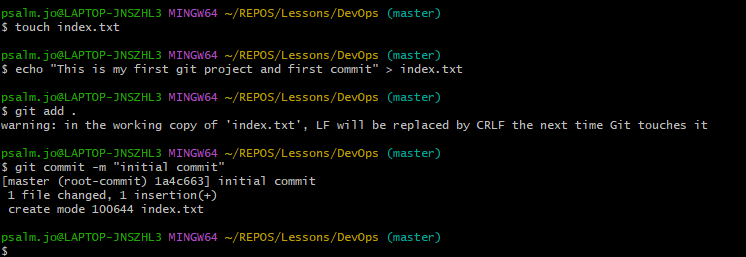 psalm.jo@LAPTOP-JNSZHL3 MINGW64 ~/REPOS/Lessons/DevOps (master)
$ touch index.txt
psalm.jo@LAPTOP-JNSZHL3 MINGW64 ~/REPOS/Lessons/DevOps (master)
$ echo "This is my first git project and first commit" > index.txt
psalm.jo@LAPTOP-JNSZHL3 MINGW64 ~/REPOS/Lessons/DevOps (master)
$ git add .
warning: in the working copy of 'index.txt', LF will be replaced by CRLF the next time Git touches it
psalm.jo@LAPTOP-JNSZHL3 MINGW64 ~/REPOS/Lessons/DevOps (master)
$ git commit -m "initial commit"
[master (root-commit) 1a4c663] initial commit
 1 file changed, 1 insertion(+)
 create mode 100644 index.txt
psalm.jo@LAPTOP-JNSZHL3 MINGW64 ~/REPOS/Lessons/DevOps (master)
$